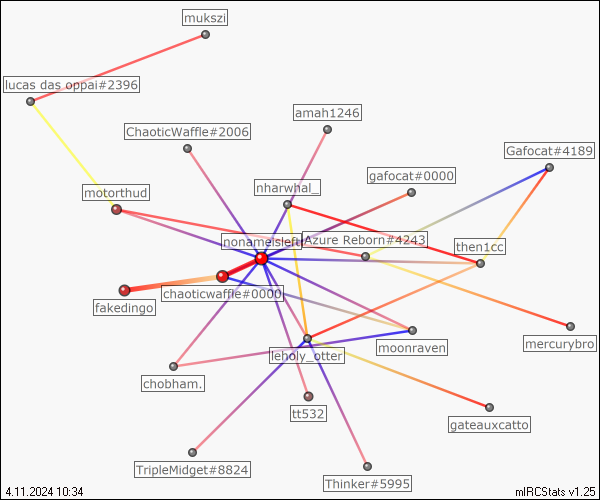 mukszi
lucas das oppai#2396
amah1246
ChaoticWaffle#2006
Gafocat#4189
gafocat#0000
motorthud
nharwhal_
nonameisleft
Azure Reborn#4243
then1cc
chaoticwaffle#0000
fakedingo
mercurybro
moonraven
leholy_otter
chobham.
tt532
gateauxcatto
TripleMidget#8824
Thinker#5995
4.11.2024 10:34
mIRCStats v1.25